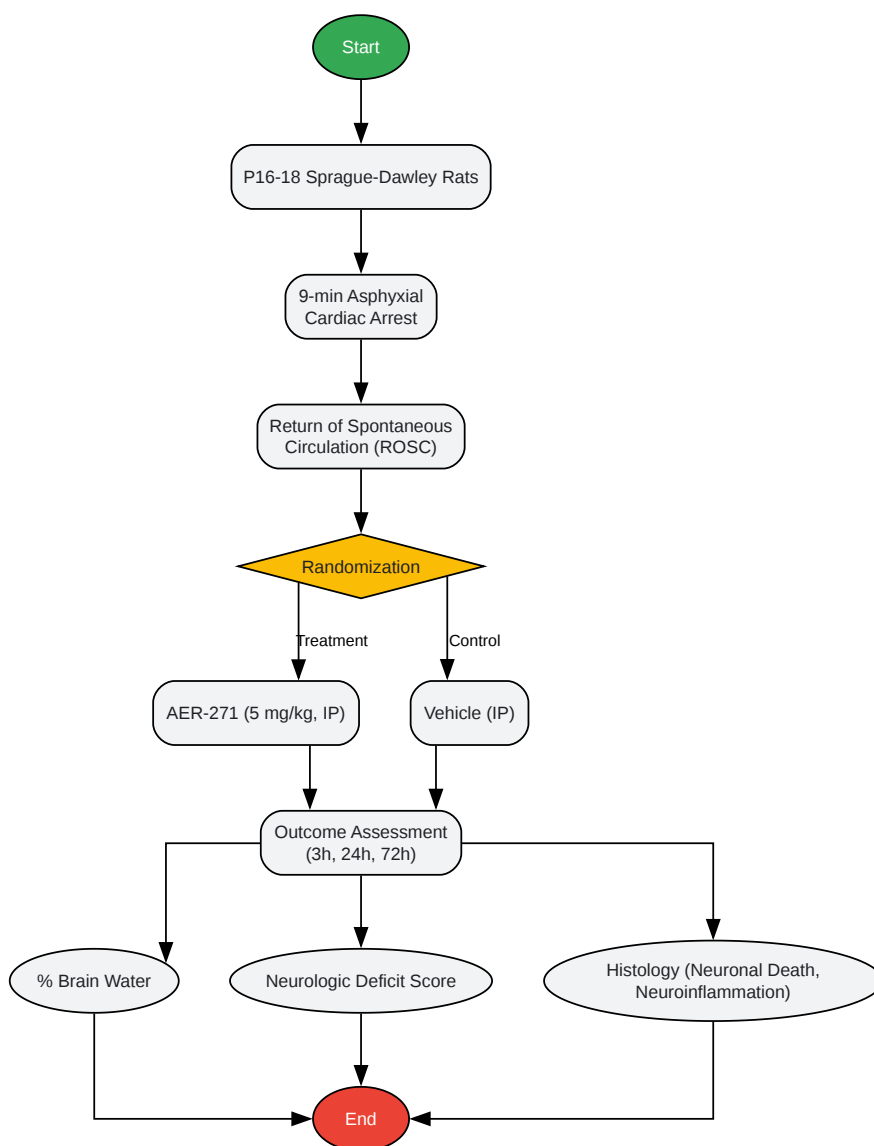 Start
P16-18 Sprague-Dawley Rats
9-min Asphyxial
Cardiac Arrest
Return of Spontaneous
Circulation (ROSC)
Randomization
Treatment
Control
AER-271 (5 mg/kg, IP)
Vehicle (IP)
Outcome Assessment
(3h, 24h, 72h)
% Brain Water
Neurologic Deficit Score
Histology (Neuronal Death,
Neuroinflammation)
End